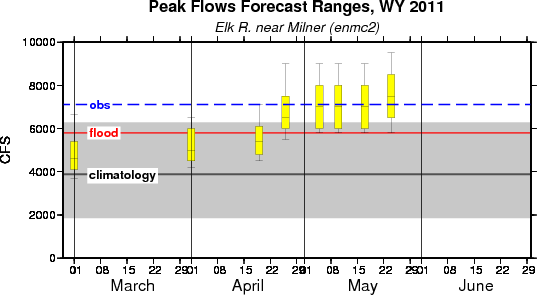 Peak Flows Forecast Ranges, WY 2011
Elk R. near Milner (enmc2)
10000
8000
6000
4000
2000
0
CFS
obs
flood
climatology
01 08 15 22 29 01 08 15 22 29 01 08 15 22 29 01 08 15 22 29
March April May June